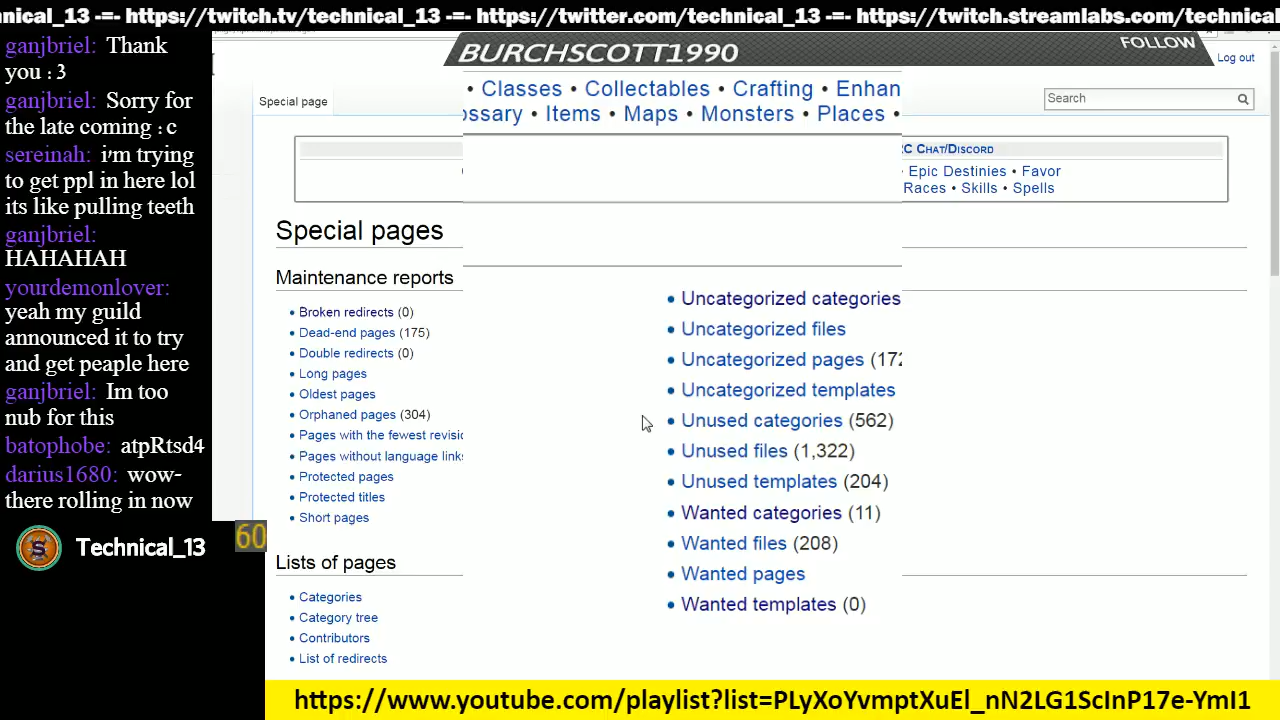 nical_13 -=- https://twitch.tv/technical_13 -=- https://twitter.com/technical_13 -=- https://twitch.streamlabs.com/technical
ganjbriel: Thank
you :3
ganjbriel: Sorry for
the late coming :c
sereinah: i'm trying
to get ppl in here lol
its like pulling teeth
ganjbriel:
HAHAHAH
yourdemonlover:
yeah my guild
announced it to try
and get peaple here
ganjbriel: Im too
nub for this
batophobe: atpRtsd4
darius1680: wow-
there rolling in now
Technical_13
60
BURCHSCOTT1990
FOLLOW
Log out
Special page
Search
• Classes • Collectables • Crafting • Enhan
ossary • Items • Maps • Monsters • Places •
RC Chat/Discord
• Epic Destinies • Favor
Races • Skills • Spells
Special pages
Maintenance reports
• Broken redirects (0)
• Dead-end pages (175)
• Double redirects (0)
• Long pages
• Oldest pages
• Orphaned pages (304)
• Pages with the fewest revisic
• Pages without language link
• Protected pages
• Protected titles
• Short pages
• Uncategorized categories
• Uncategorized files
• Uncategorized pages (172
• Uncategorized templates
• Unused categories (562)
• Unused files (1,322)
• Unused templates (204)
• Wanted categories (11)
• Wanted files (208)
• Wanted pages
• Wanted templates (0)
Lists of pages
• Categories
• Category tree
• Contributors
• List of redirects
https://www.youtube.com/playlist?list=PLyXoYvmptXuEl_nN2LG1ScInP17e-YmI1